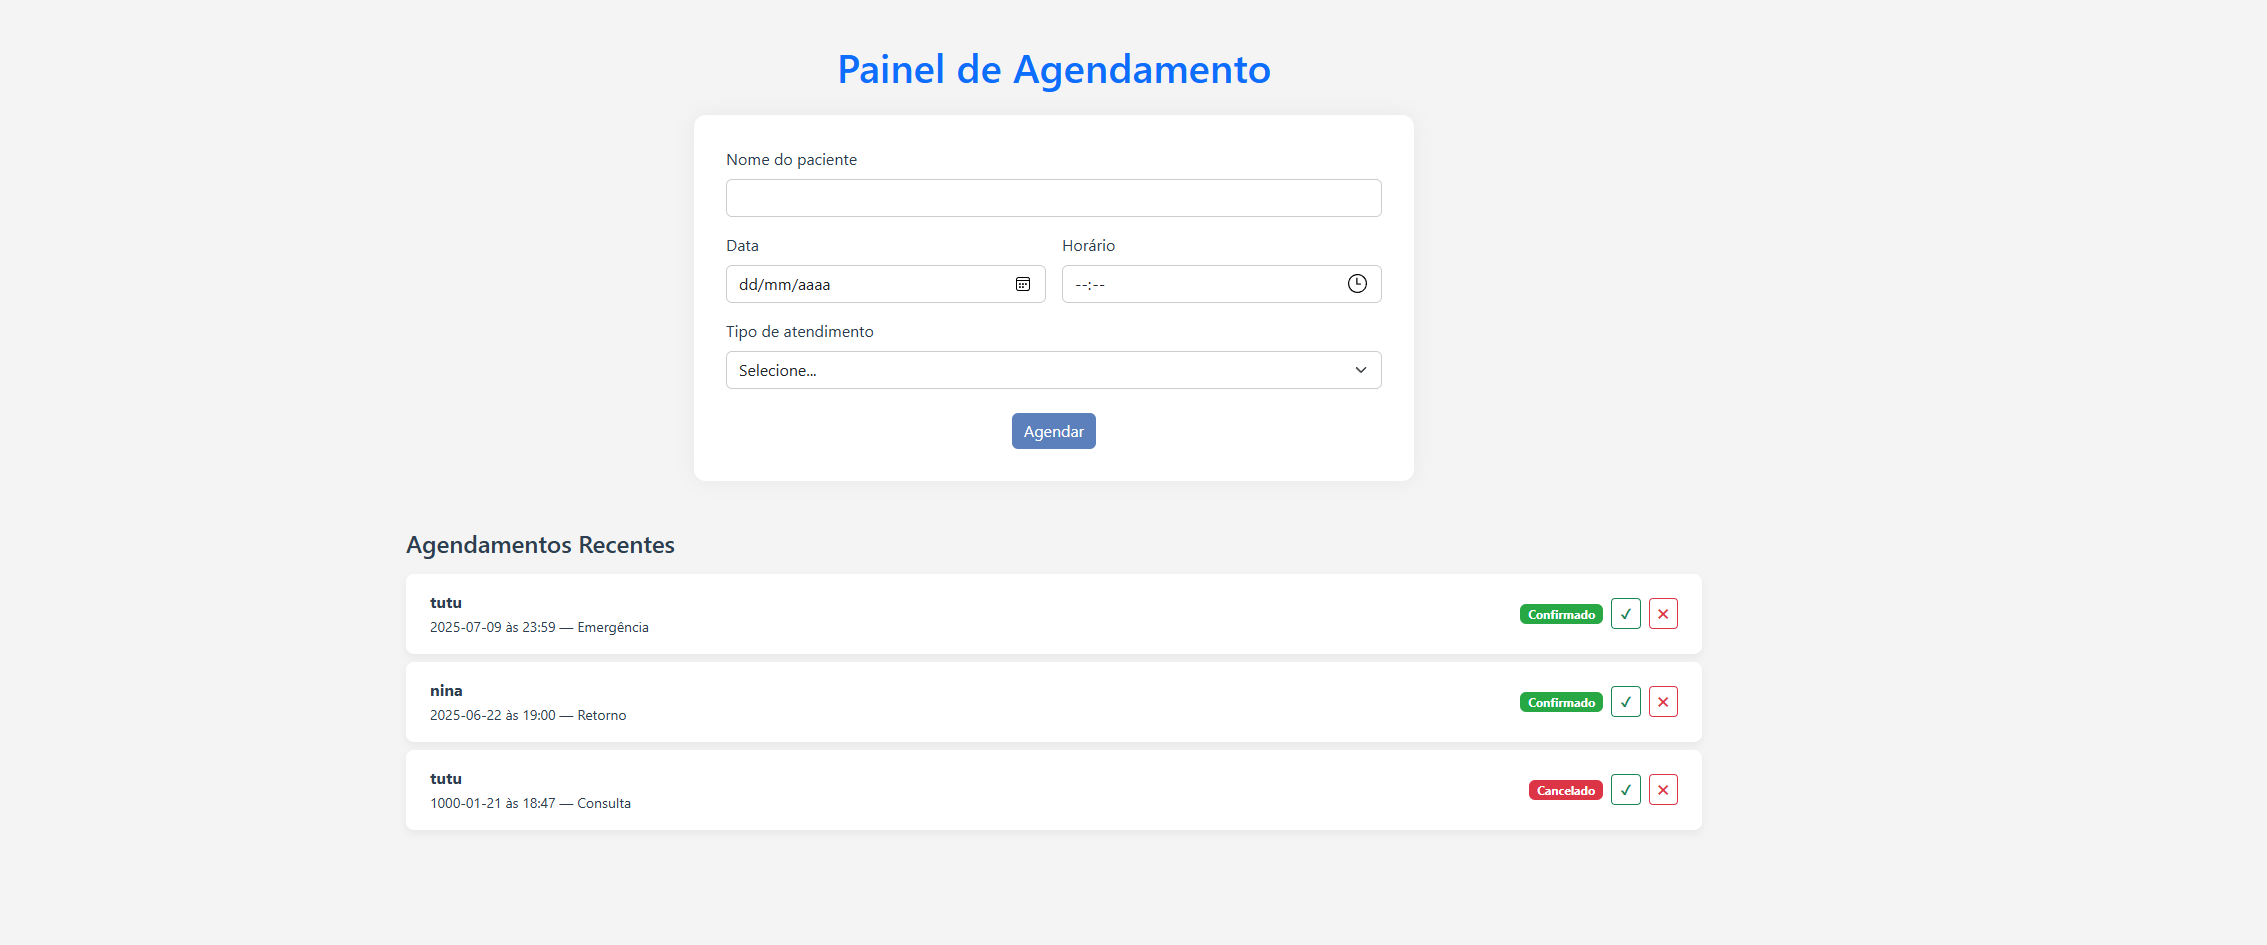 Painel de Agendamento
Nome do paciente
Data
Horário
dd/mm/aaaa
--:--
Tipo de atendimento
Selecione...
Agendar
Agendamentos Recentes
tutu
2025-07-09 às 23:59 — Emergência
Confirmado
nina
2025-06-22 às 19:00 — Retorno
Confirmado
tutu
1000-01-21 às 18:47 — Consulta
Cancelado